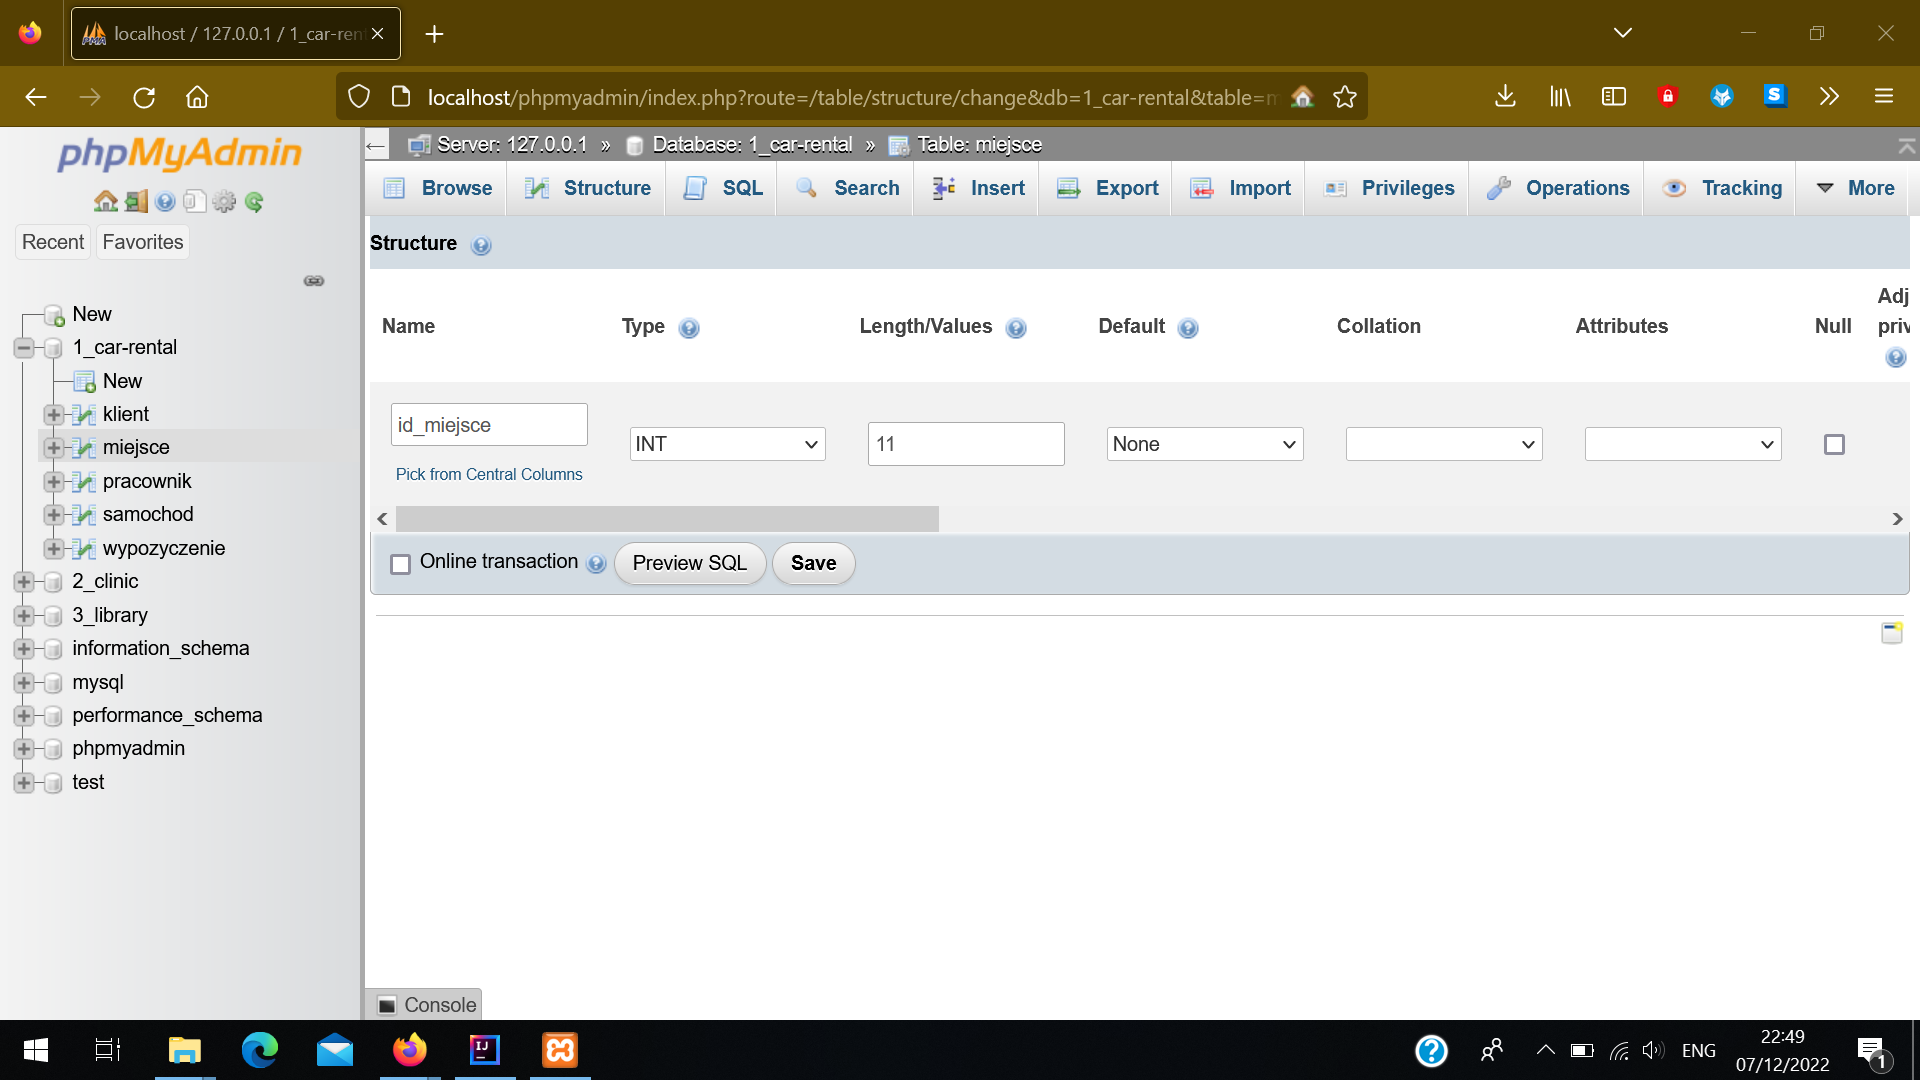 localhost / 127.0.0.1 / 1_car-ren
localhost/phpmyadmin/index.php?route=/table/structure/change&db=1_car-rental&table=m
phpMyAdmin
Recent Favorites
New
1_car-rental
New
klient
miejsce
pracownik
samochod
wypozyczenie
2_clinic
3_library
information_schema
mysql
performance_schema
phpmyadmin
test
Server: 127.0.0.1 » Database: 1_car-rental » Table: miejsce
Browse Structure SQL Search Insert Export Import Privileges Operations Tracking More
Structure
Name Type Length/Values Default Collation Attributes Null Adj priv
id_miejsce INT 11 None
Pick from Central Columns
Online transaction Preview SQL Save
Console
ENG
22:49
07/12/2022
1